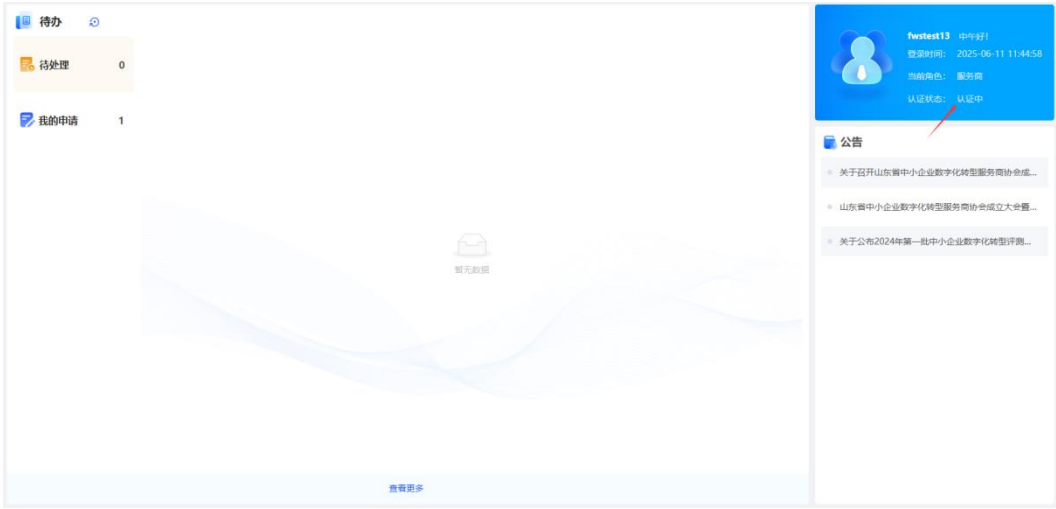 待办
待处理 0
我的申请 1
暂无数据
查看更多
fwstest13 中午好！
登录时间： 2025-06-11 11:44:58
当前角色： 服务商
认证状态： 认证中
公告
关于召开山东省中小企业数字化转型服务商协会成...
山东省中小企业数字化转型服务商协会成立大会暨...
关于公布2024年第一批中小企业数字化转型评测...